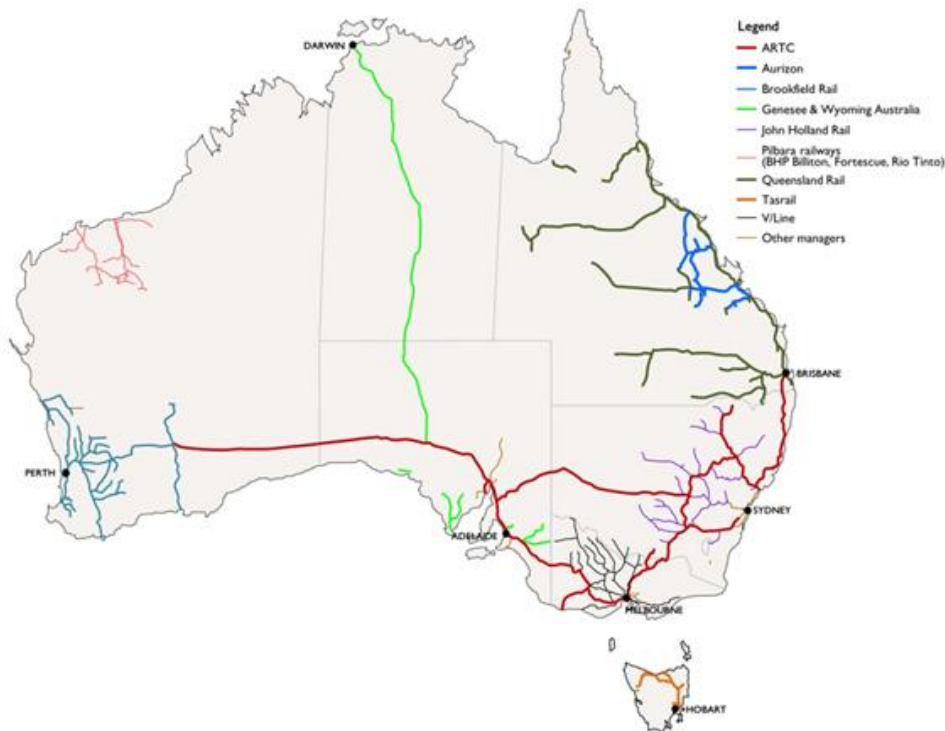 DARWIN
Legend
ARTC
Aurizon
Brookfield Rail
Genesee & Wyoming Australia
John Holland Rail
Pilbara railways
(BHP Billiton, Fortescue, Rio Tinto)
Queensland Rail
Tasrail
V/Line
Other managers
BRISBANE
PERTH
SYDNEY
ADELAIDE
MELBOURNE
HOBART